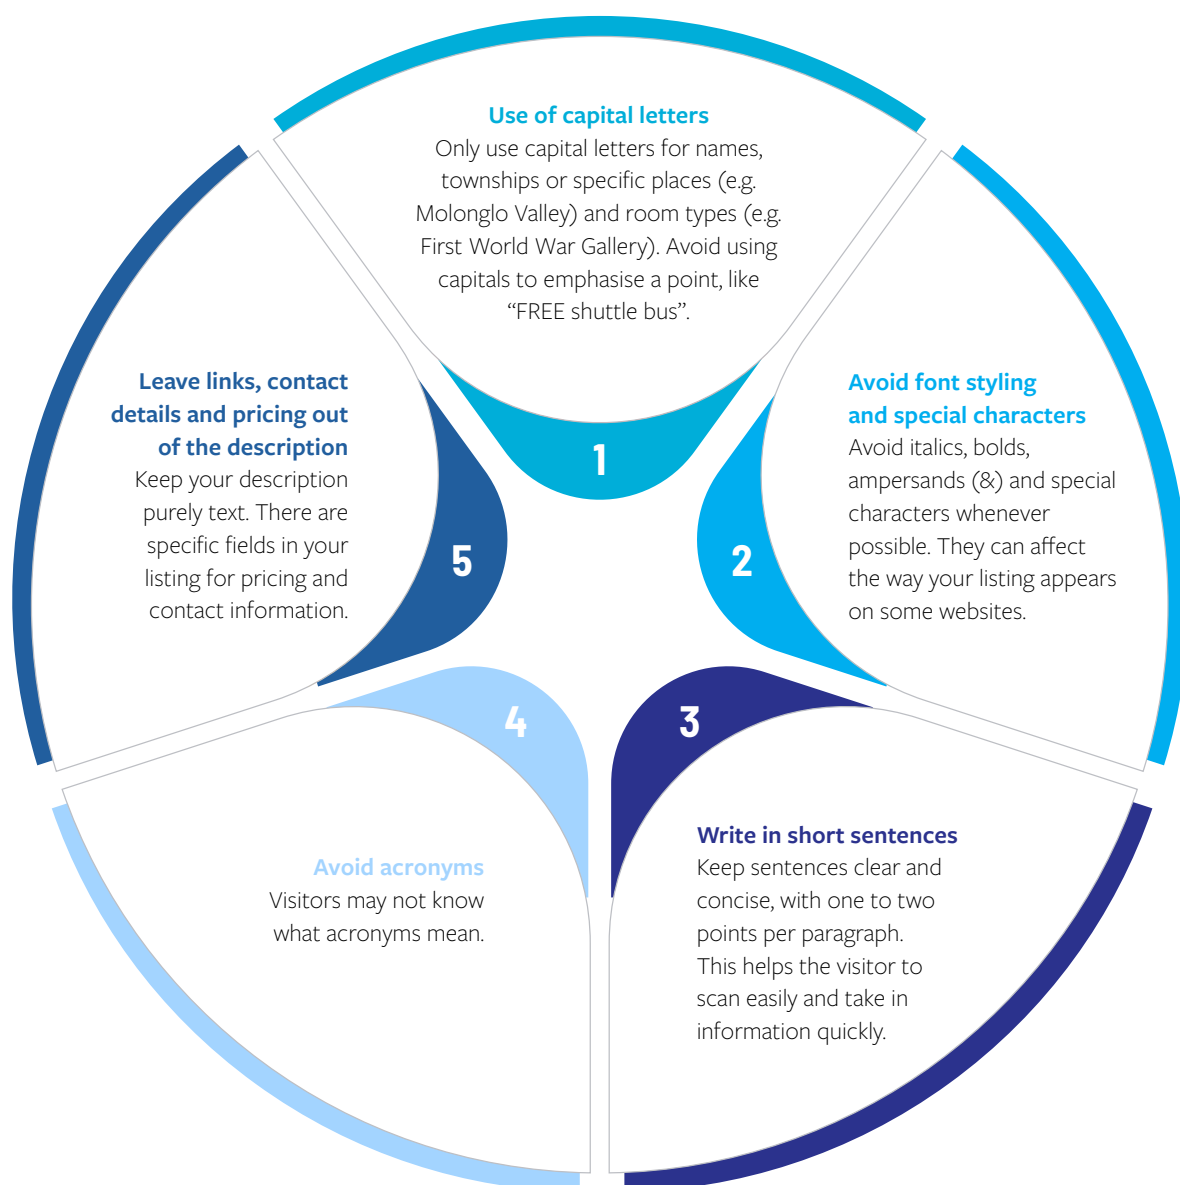 Use of capital letters
Only use capital letters for names,
townships or specific places (e.g.
Molonglo Valley) and room types (e.g.
First World War Gallery). Avoid using
capitals to emphasise a point, like
“FREE shuttle bus”.
1
Avoid font styling
and special characters
Avoid italics, bolds,
ampersands (&) and special
characters whenever
possible. They can affect
the way your listing appears
on some websites.
2
Write in short sentences
Keep sentences clear and
concise, with one to two
points per paragraph.
This helps the visitor to
scan easily and take in
information quickly.
3
Avoid acronyms
Visitors may not know
what acronyms mean.
4
Leave links, contact
details and pricing out
of the description
Keep your description
purely text. There are
specific fields in your
listing for pricing and
contact information.
5